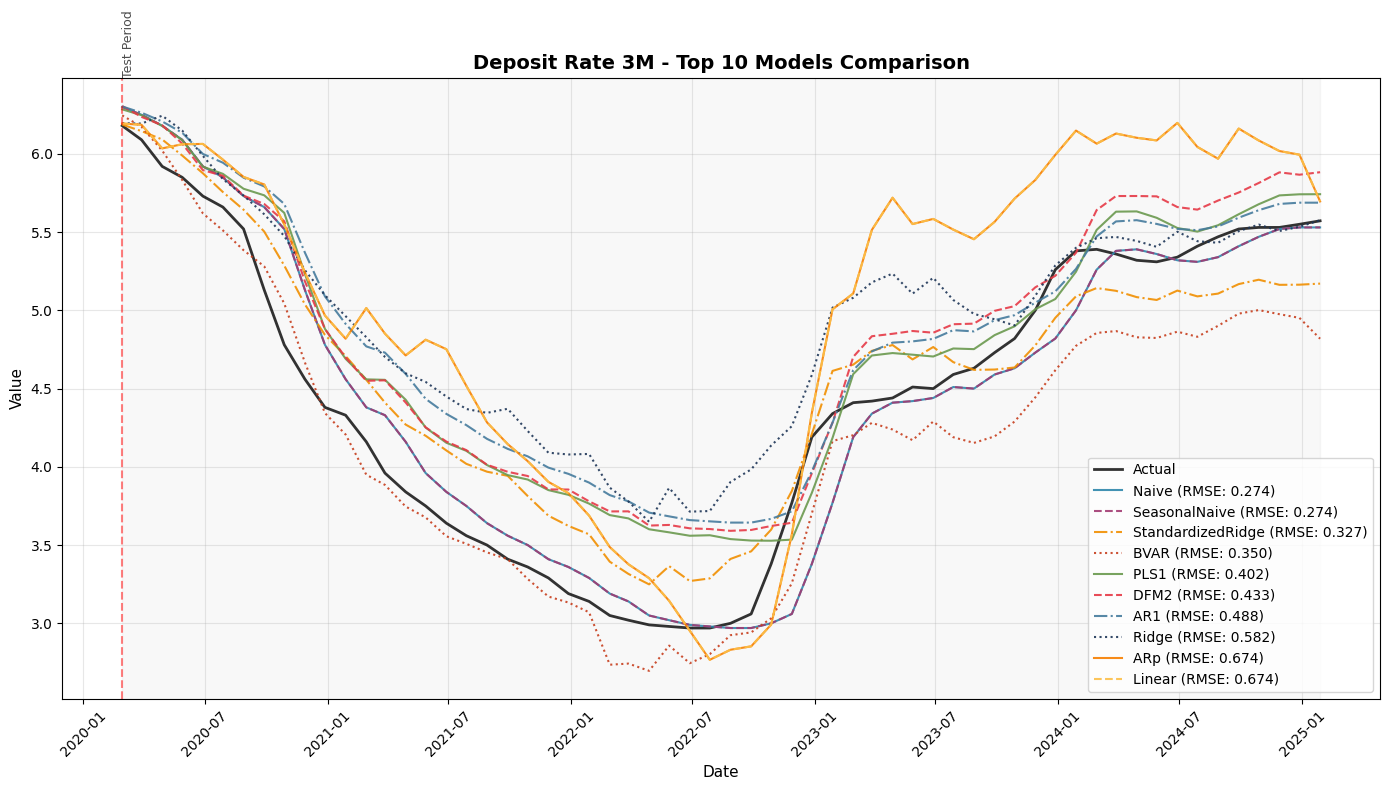 Test Period
Deposit Rate 3M - Top 10 Models Comparison
Value
6.0
5.5
5.0
4.5
4.0
3.5
3.0
Actual
Naive (RMSE: 0.274)
SeasonalNaive (RMSE: 0.274)
StandardizedRidge (RMSE: 0.327)
BVAR (RMSE: 0.350)
PLS1 (RMSE: 0.402)
DFM2 (RMSE: 0.433)
AR1 (RMSE: 0.488)
Ridge (RMSE: 0.582)
ARp (RMSE: 0.674)
Linear (RMSE: 0.674)
2020-01
2020-07
2021-01
2021-07
2022-01
2022-07
2023-01
2023-07
2024-01
2024-07
2025-01
Date